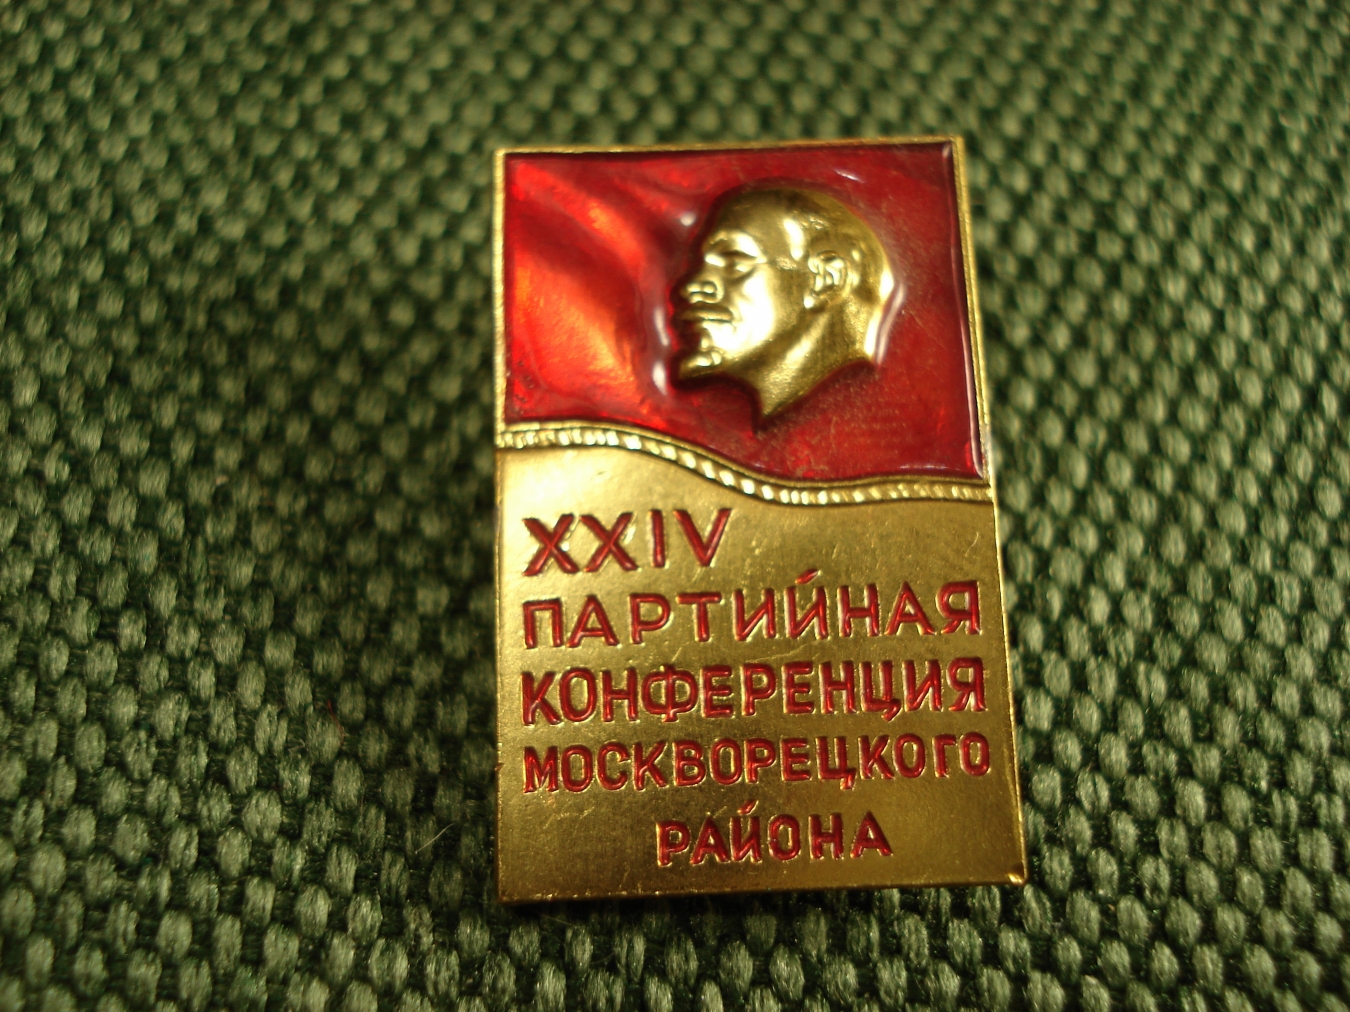 XXIV
ПАРТИЙНАЯ
КОНФЕРЕНЦИЯ
МОСКВОРЕЦКОГО
РАЙОНА